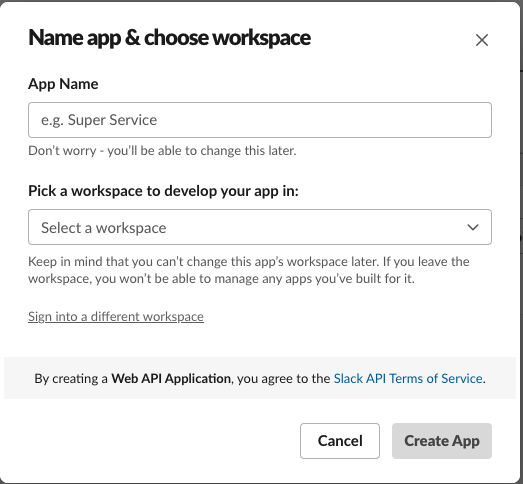 Name app & choose workspace
App Name
e.g. Super Service
Don't worry - you'll be able to change this later.
Pick a workspace to develop your app in:
Select a workspace
Keep in mind that you can't change this app's workspace later. If you leave the
workspace, you won't be able to manage any apps you've built for it.
Sign into a different workspace
By creating a Web API Application, you agree to the Slack API Terms of Service.
Cancel Create App